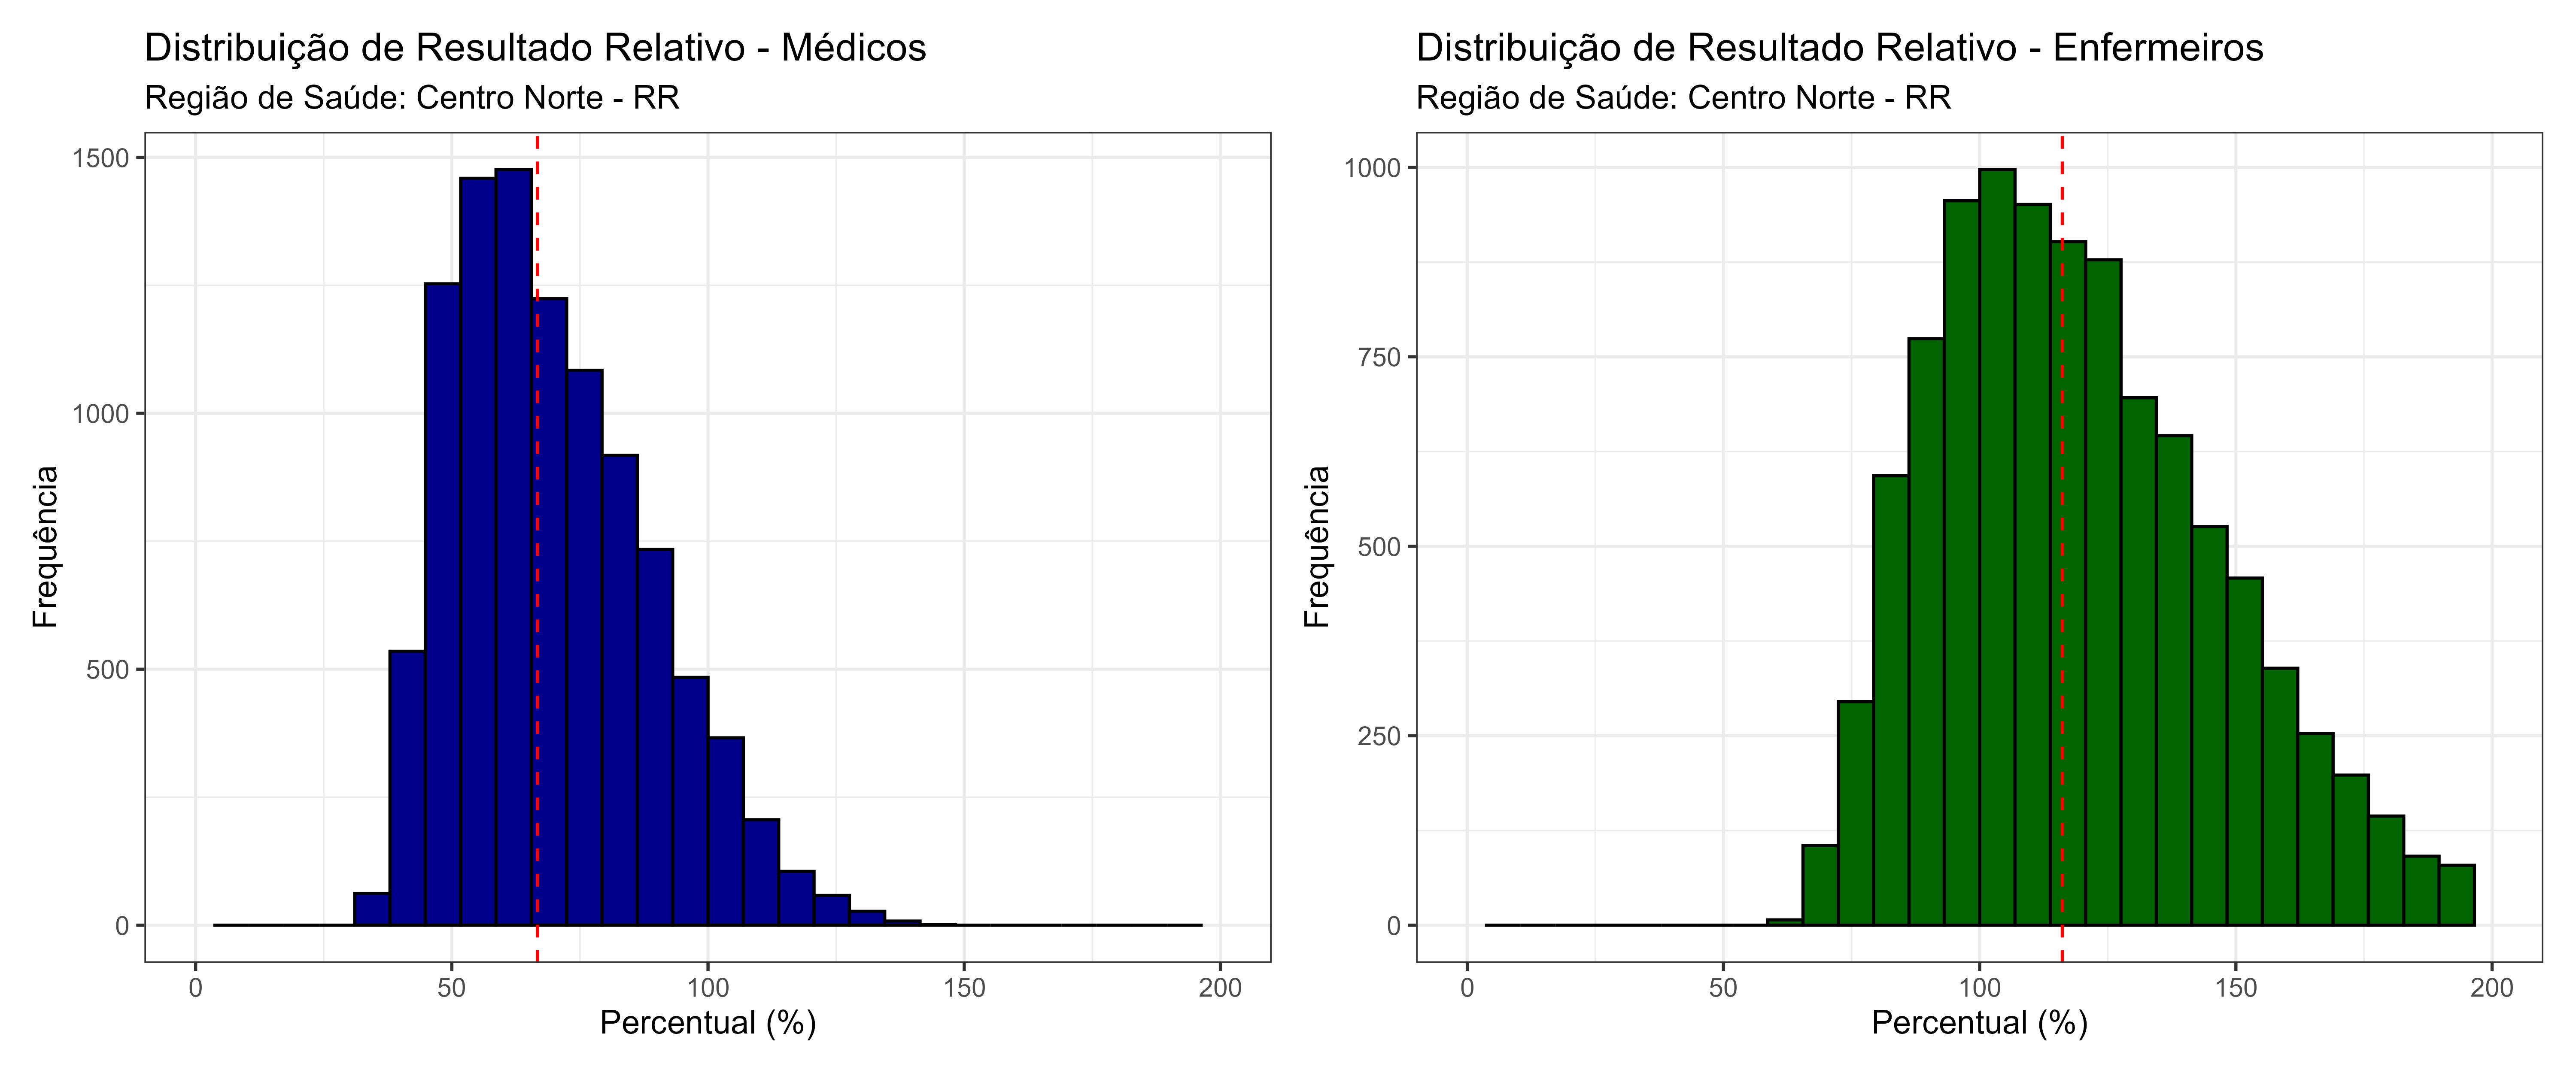 Distribuição de Resultado Relativo - Médicos
Região de Saúde: Centro Norte - RR
1500
1000
500
0
Frequência
0 50 100 150 200
Percentual (%)
Distribuição de Resultado Relativo - Enfermeiros
Região de Saúde: Centro Norte - RR
1000
750
500
250
0
Frequência
0 50 100 150 200
Percentual (%)